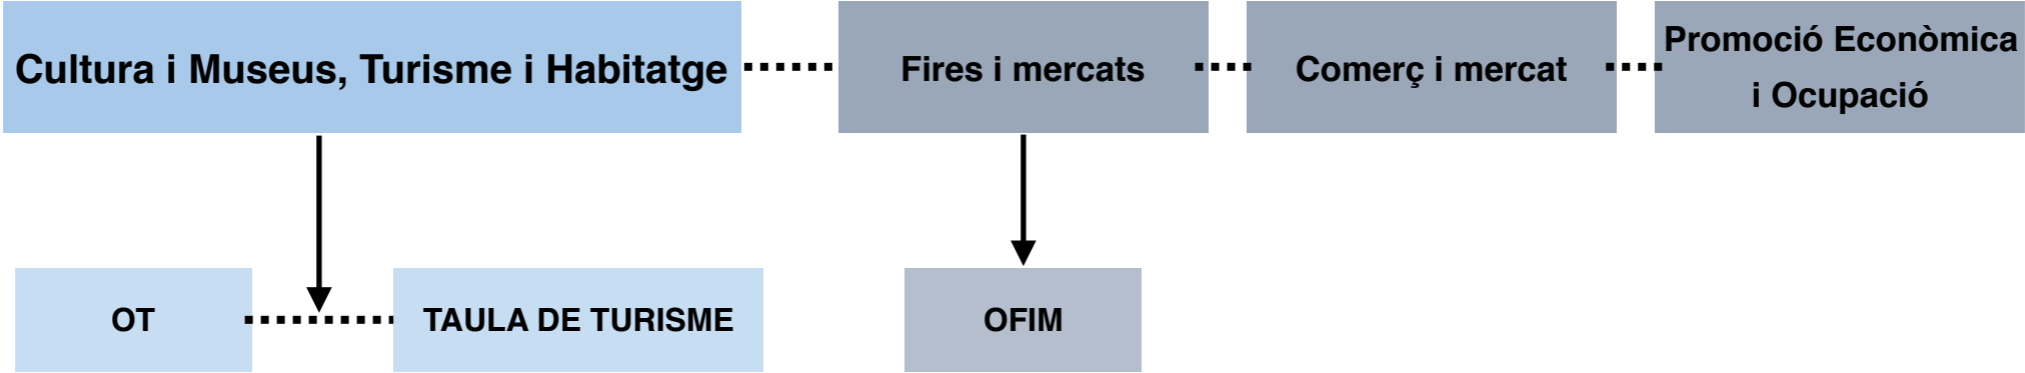 Cultura i Museus, Turisme i Habitatge
Fires i mercats
Comerç i mercat
Promoció Econòmica
i Ocupació
OT
TAULA DE TURISME
OFIM